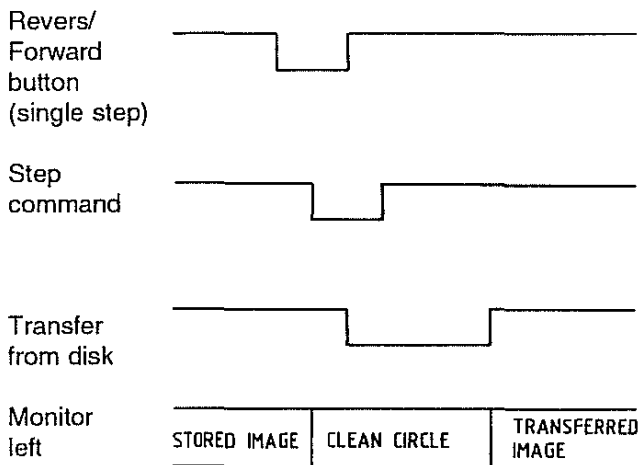 Revers/
Forward
button
(single step)
Step
command
Transfer
from disk
Monitor
left
STORED IMAGE
CLEAN CIRCLE
TRANSFERRED
IMAGE